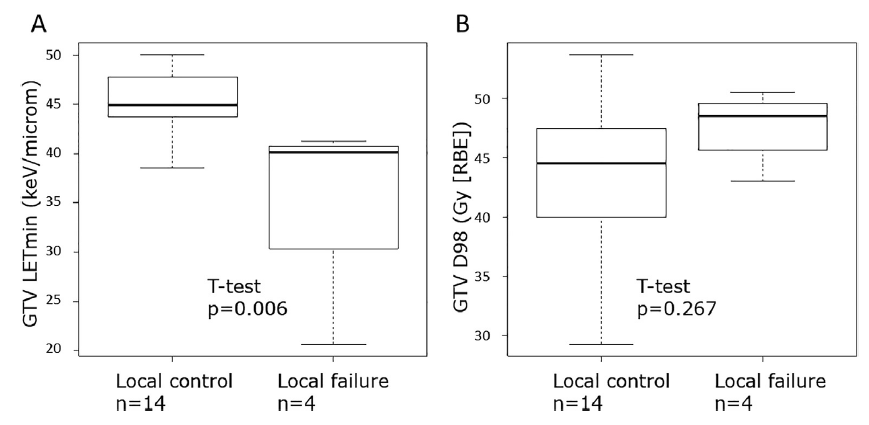 A
GTV LETmin (keV/microm)
50
45
40
35
30
25
20
T-test
p=0.006
Local control
n=14
Local failure
n=4
B
GTV D98 (Gy [RBE])
50
45
40
35
30
T-test
p=0.267
Local control
n=14
Local failure
n=4